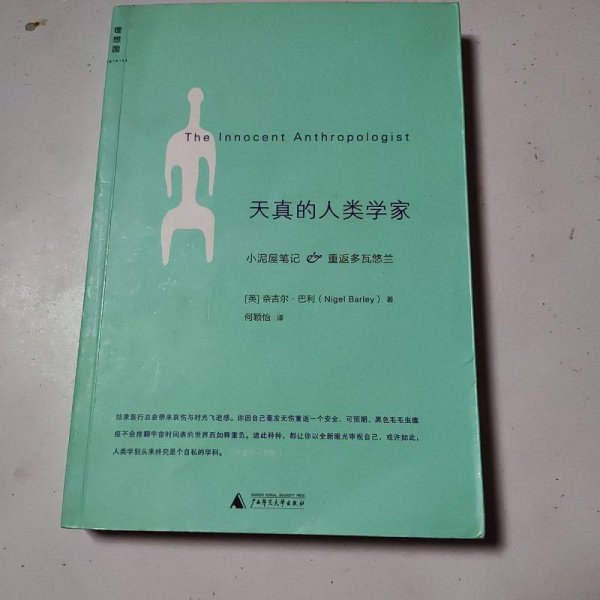 理想国
The Innocent Anthropologist
天真的人类学家
小泥屋笔记 & 重返多瓦悠兰
[英] 奈吉尔·巴利（Nigel Barley）著
何颖怡 译
结束旅行总会带来哀伤与时光飞逝感。你因自己毫发无伤重返一个安全、可预期、黑色毛毛虫瘟
疫不会推翻宇宙时间表的世界而如释重负。诸此种种，都让你以全新眼光审视自己，或许如此，
人类学到头来终究是个自私的学科。
广西师范大学出版社